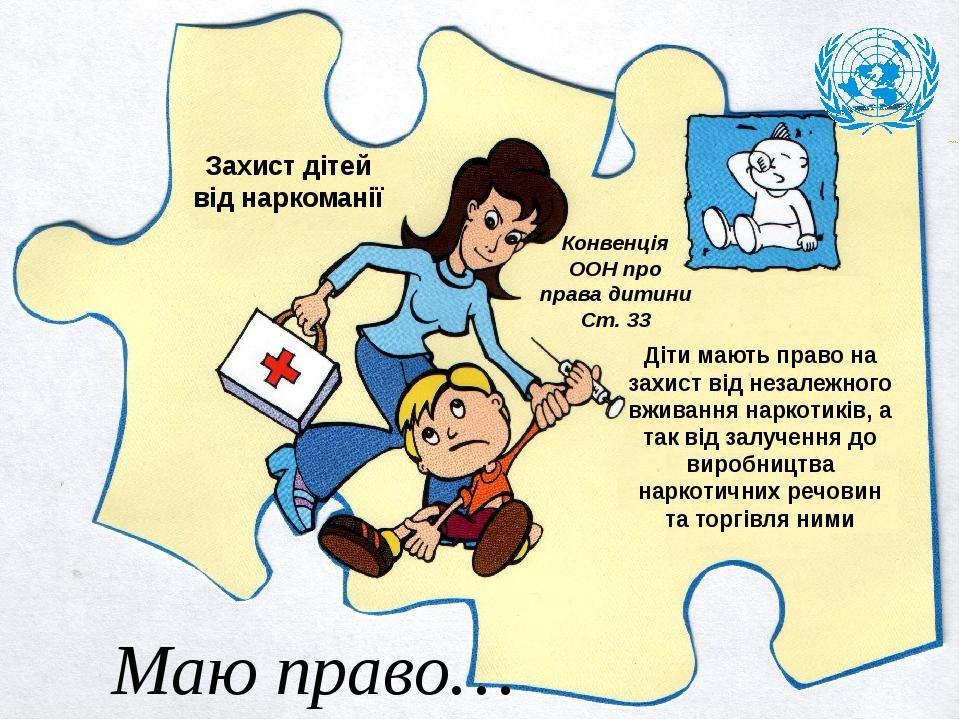 Захист дітей
від наркоманії
Конвенція
ООН про
права дитини
Ст. 33
Діти мають право на
захист від незалежного
вживання наркотиків, а
так від залучення до
виробництва
наркотичних речовин
та торгівля ними
Маю право…